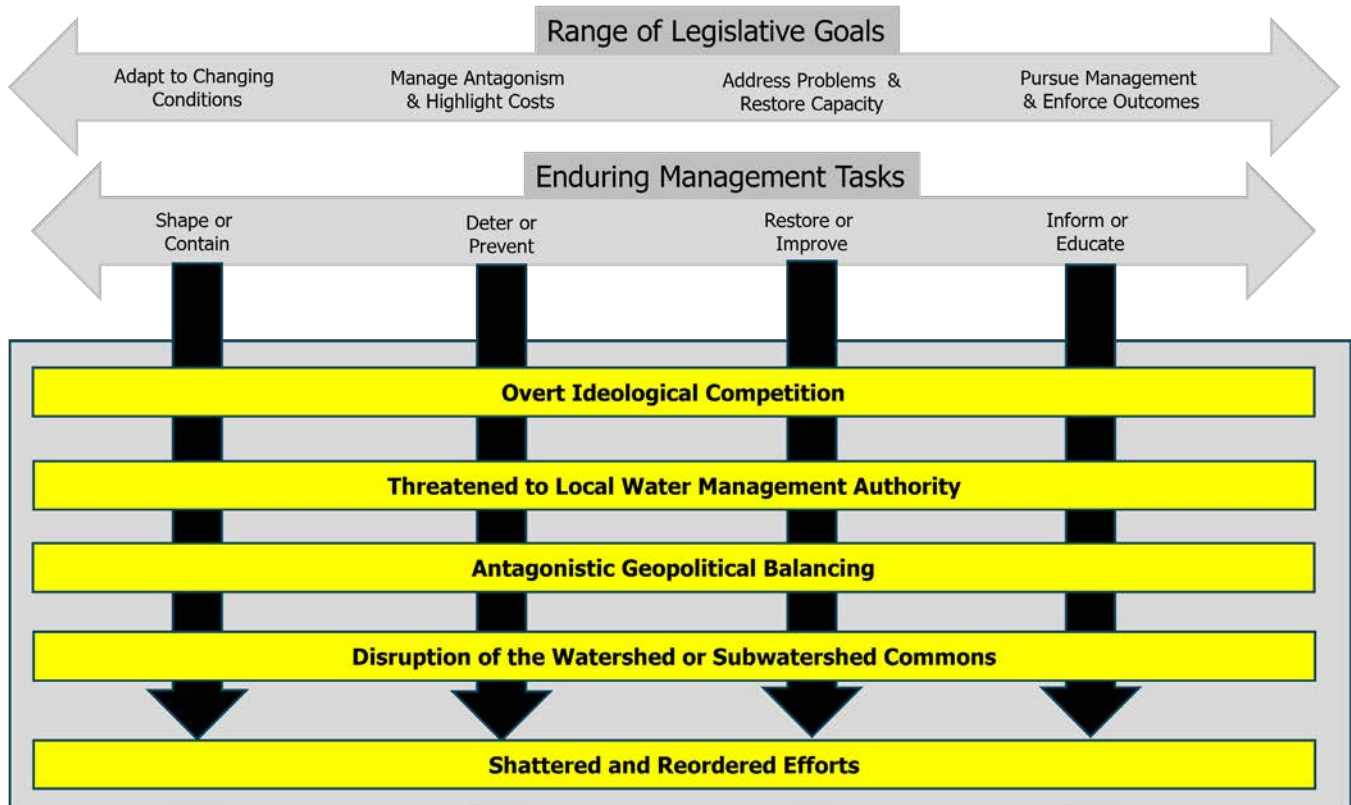 Range of Legislative Goals
Adapt to Changing
Conditions
Manage Antagonism
& Highlight Costs
Address Problems &
Restore Capacity
Pursue Management
& Enforce Outcomes
Enduring Management Tasks
Shape or
Contain
Deter or
Prevent
Restore or
Improve
Inform or
Educate
Overt Ideological Competition
Threatened to Local Water Management Authority
Antagonistic Geopolitical Balancing
Disruption of the Watershed or Subwatershed Commons
Shattered and Reordered Efforts